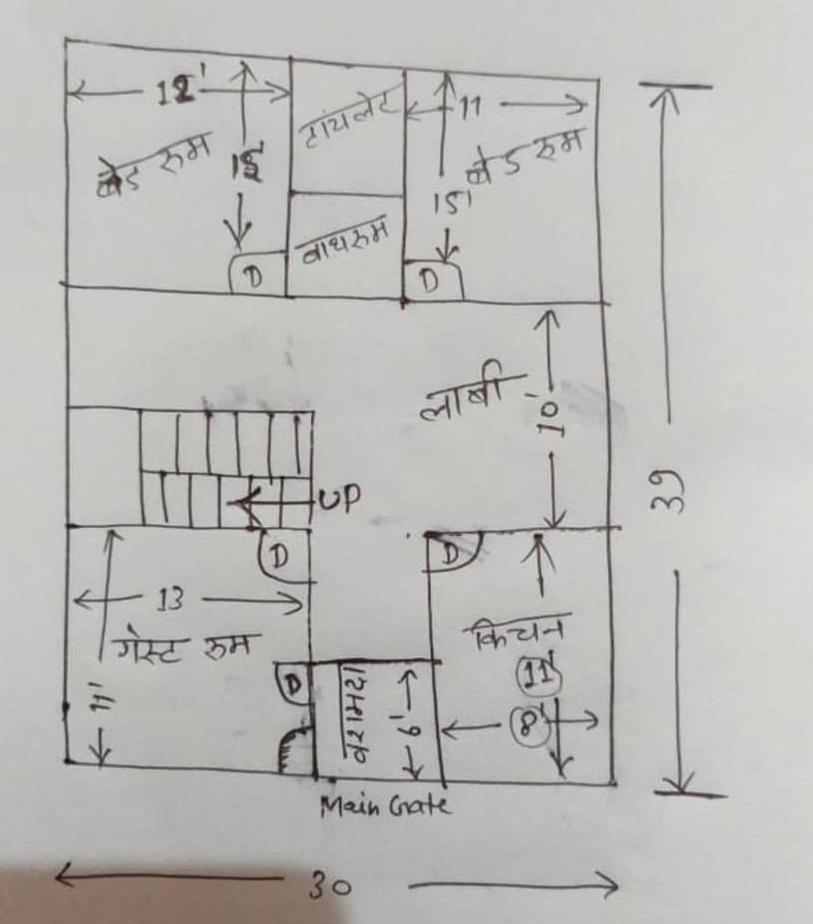 12'
टॉयलेट
11
बेड रुम
15'
बेड रुम
15'
बाथरुम
D
D
लाबी
10'
UP
D
D
39
13
गेस्ट रुम
किचन
11'
11'
D
बरामदा
6'
8'
Main Gate
30